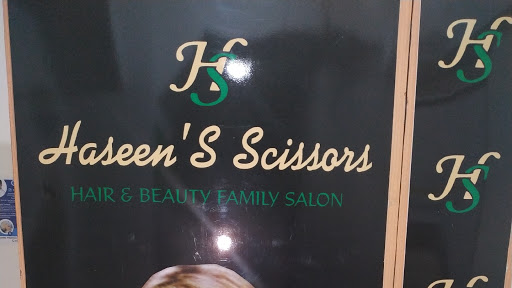 HS
Haseen'S Scissors
HAIR & BEAUTY FAMILY SALON
HS
HS
H